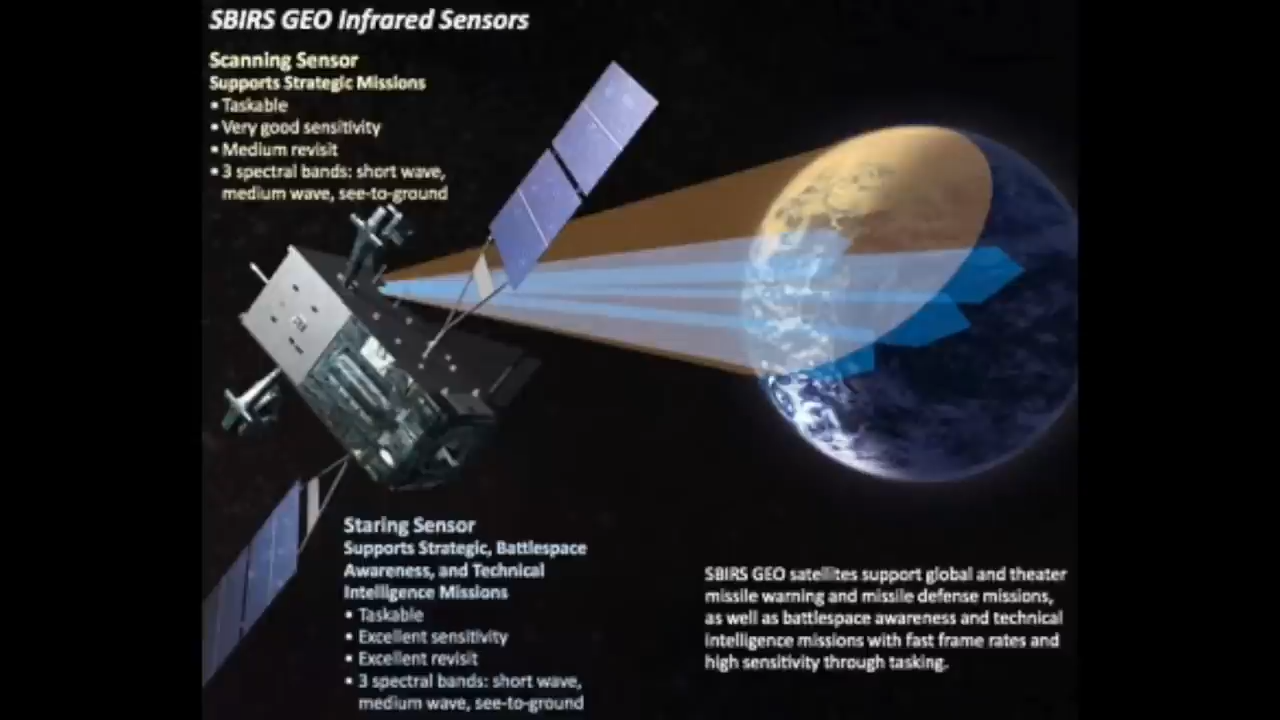 SBIRS GEO Infrared Sensors
Scanning Sensor
Supports Strategic Missions
▪ Taskable
▪ Very good sensitivity
▪ Medium revisit
▪ 3 spectral bands: short wave,
medium wave, see-to-ground
Staring Sensor
Supports Strategic, Battlespace
Awareness, and Technical
Intelligence Missions
▪ Taskable
▪ Excellent sensitivity
▪ Excellent revisit
▪ 3 spectral bands: short wave,
medium wave, see-to-ground
SBIRS GEO satellites support global and theater
missile warning and missile defense missions,
as well as battlespace awareness and technical
intelligence missions with fast frame rates and
high sensitivity through tasking.